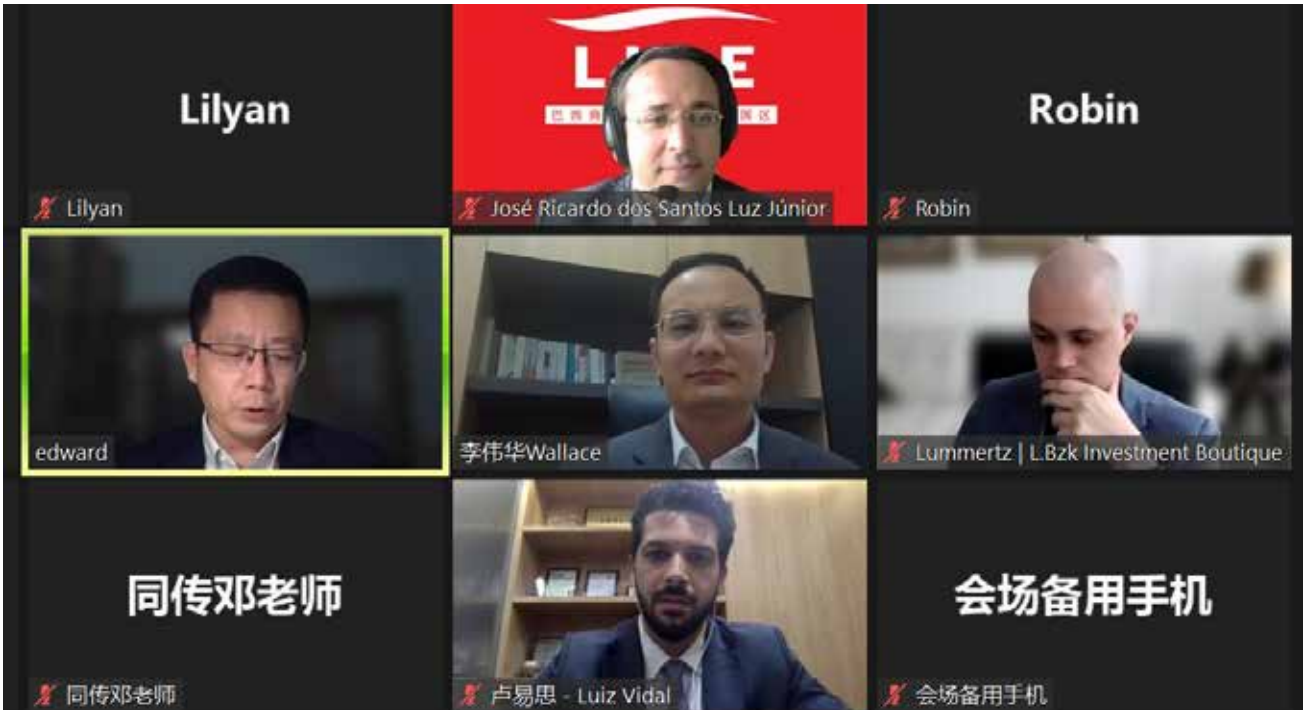 Lilyan
Lilyan
José Ricardo dos Santos Luz Júnior
Robin
Robin
edward
李伟华Wallace
Lummertz | L.Bzk Investment Boutique
同传邓老师
同传邓老师
卢易思 - Luiz Vidal
会场备用手机
会场备用手机